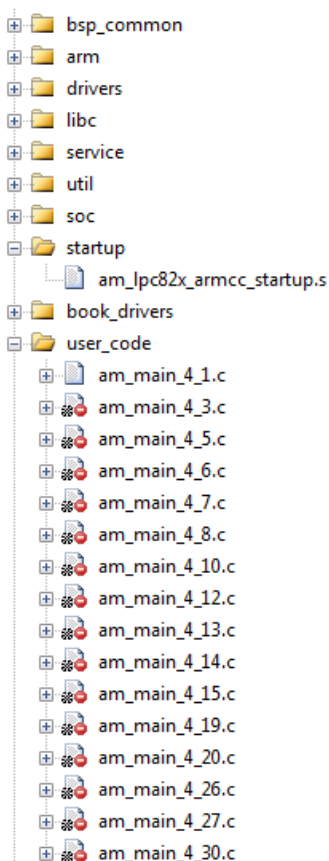 bsp_common
arm
drivers
libc
service
util
soc
startup
am_lpc82x_armcc_startup.s
book_drivers
user_code
am_main_4_1.c
am_main_4_3.c
am_main_4_5.c
am_main_4_6.c
am_main_4_7.c
am_main_4_8.c
am_main_4_10.c
am_main_4_12.c
am_main_4_13.c
am_main_4_14.c
am_main_4_15.c
am_main_4_19.c
am_main_4_20.c
am_main_4_26.c
am_main_4_27.c
am_main_4_30.c